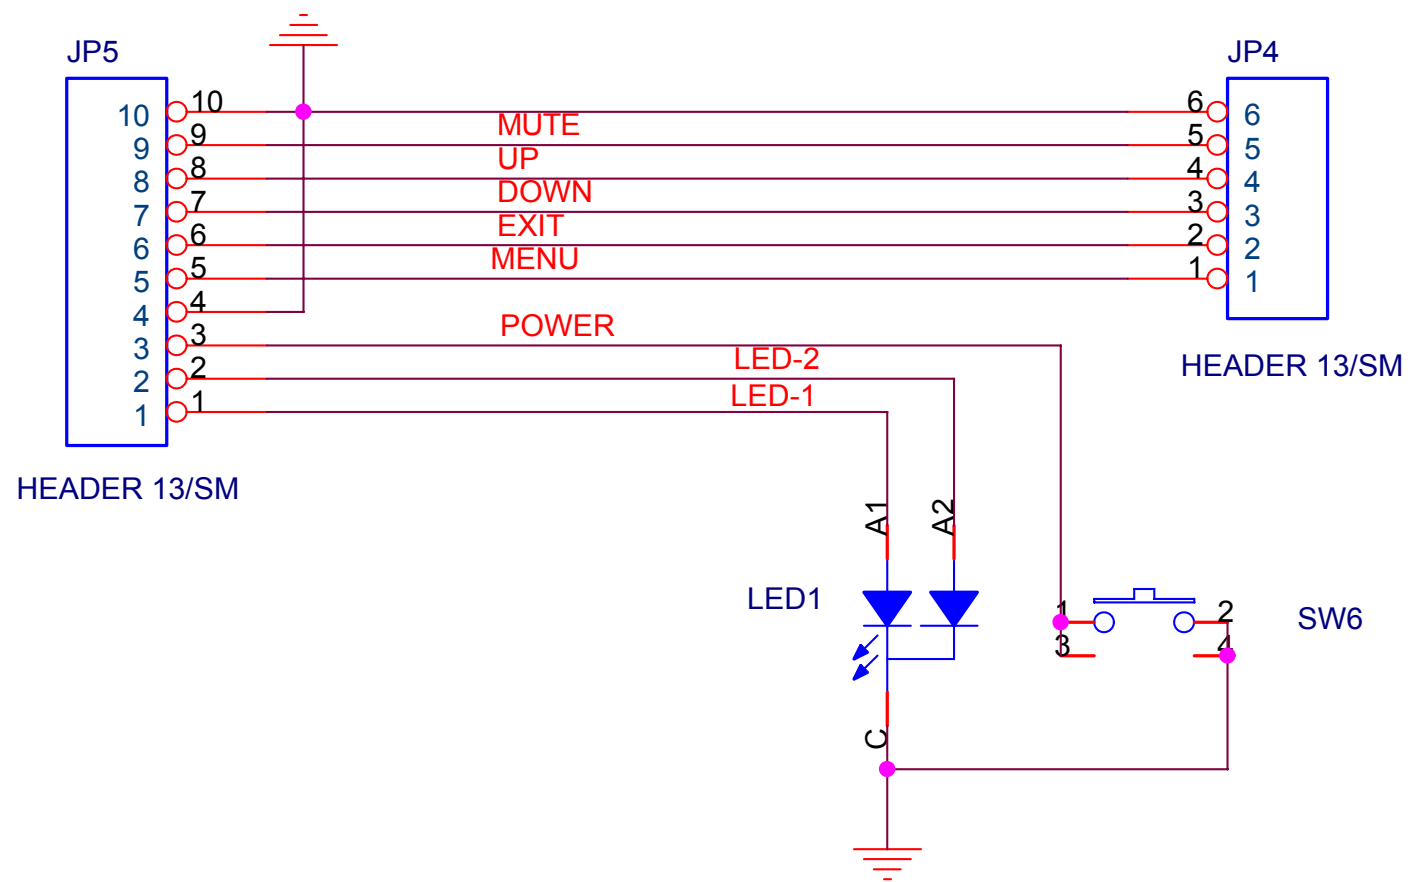 JP5
JP4
10 10 6 6
MUTE
9 9 5 5
UP
8 8 4 4
DOWN
7 7 3 3
EXIT
6 6 2 2
MENU
5 5 1 1
4 4
POWER
3 3
LED-2
HEADER 13/SM
2 2
LED-1
1 1
HEADER 13/SM
A1 A2
LED1
1 2
SW6
3 4
C